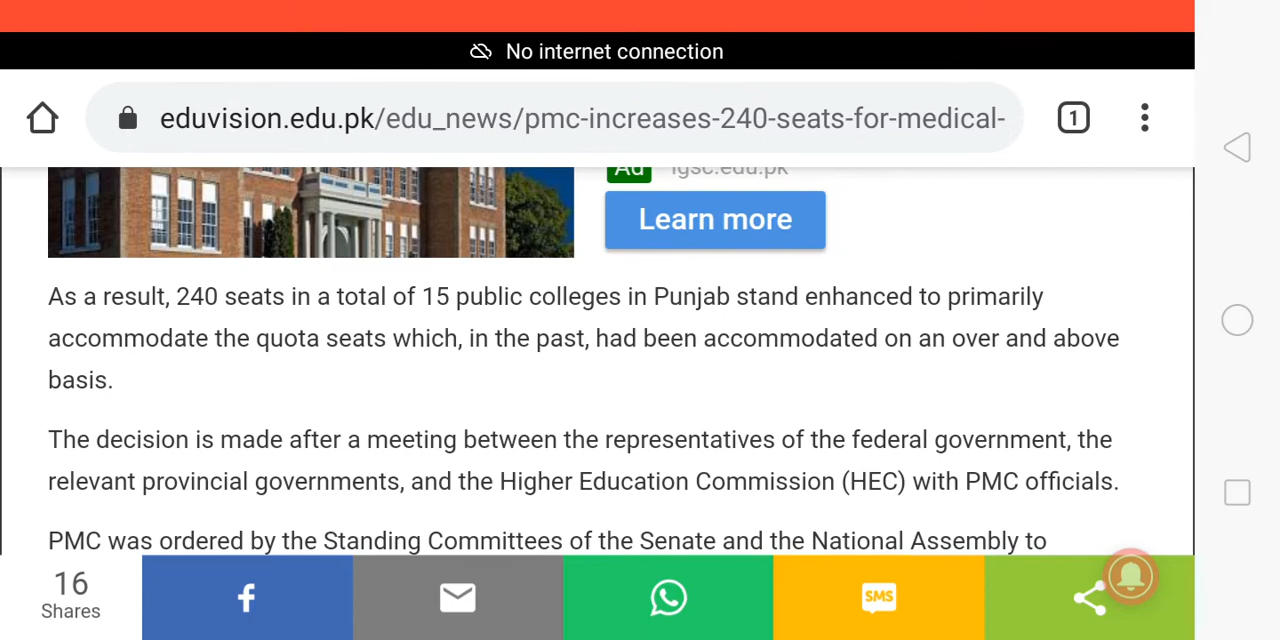 No internet connection
eduvision.edu.pk/edu_news/pmc-increases-240-seats-for-medical-
1
Ad igsc.edu.pk
Learn more
As a result, 240 seats in a total of 15 public colleges in Punjab stand enhanced to primarily
accommodate the quota seats which, in the past, had been accommodated on an over and above
basis.
The decision is made after a meeting between the representatives of the federal government, the
relevant provincial governments, and the Higher Education Commission (HEC) with PMC officials.
PMC was ordered by the Standing Committees of the Senate and the National Assembly to
16
Shares
SMS